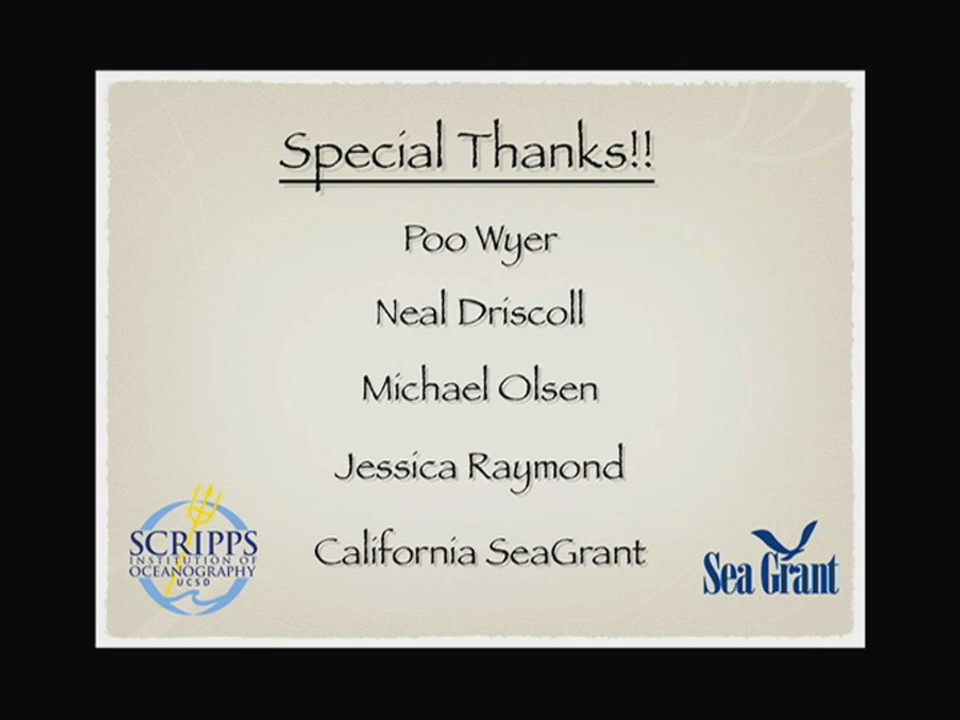 Special Thanks!!
Poo Wyer
Neal Driscoll
Michael Olsen
Jessica Raymond
California SeaGrant
SCRIPPS
INSTITUTION OF
OCEANOGRAPHY
UCSD
Sea Grant